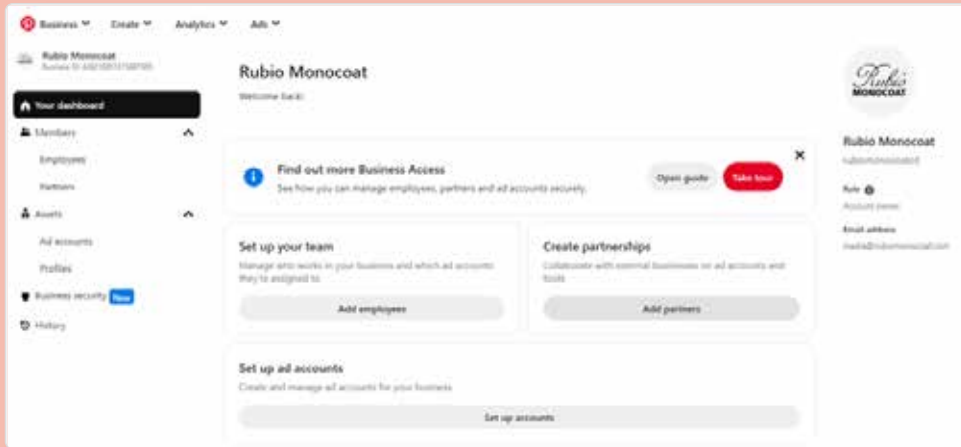 Business
Create
Analytics
Ads
Rubio Monocoat
Business ID
Your dashboard
Members
Employees
Partners
Assets
Ad accounts
Profiles
Business security New
History
Rubio Monocoat
Welcome back!
Find out more Business Access
See how you can manage employees, partners and ad accounts securely.
Open guide
Take tour
Set up your team
Manage who works in your business and which ad accounts
they're assigned to
Add employees
Create partnerships
Collaborate with external businesses on ad accounts and
tools
Add partners
Set up ad accounts
Create and manage ad accounts for your business
Set up accounts
Rubio
MONOCOAT
Rubio Monocoat
Role
Account owner
Email address